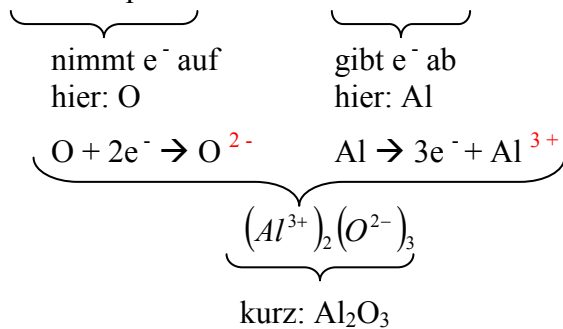 nimmt e⁻ auf gibt e⁻ ab
hier: O hier: Al
O + 2e⁻ → O²⁻ Al → 3e⁻ + Al³⁺
(Al³⁺)₂(O²⁻)₃
kurz: Al₂O₃